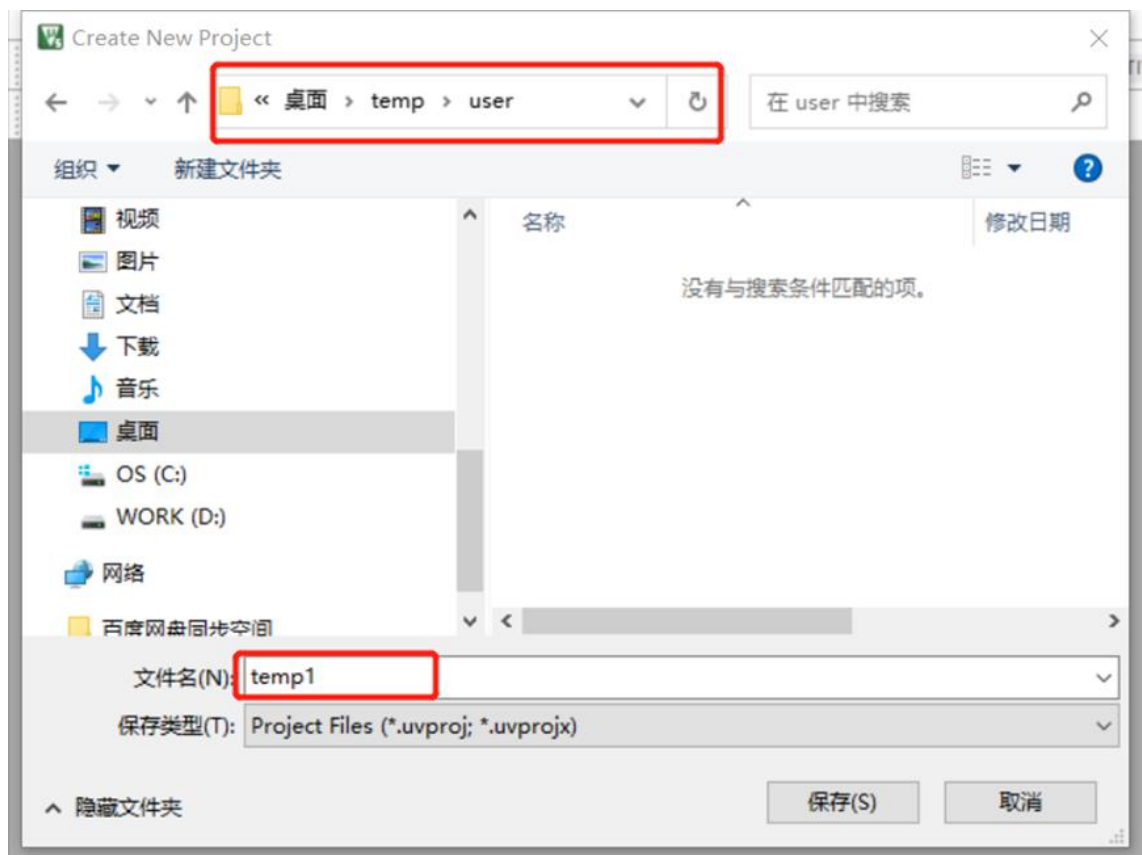 Create New Project
« 桌面 › temp › user
在 user 中搜索
组织
新建文件夹
名称
修改日期
视频
图片
没有与搜索条件匹配的项。
文档
下载
音乐
桌面
OS (C:)
WORK (D:)
网络
百度网盘同步空间
文件名(N): temp1
保存类型(T): Project Files (*.uvproj; *.uvprojx)
隐藏文件夹
保存(S)
取消